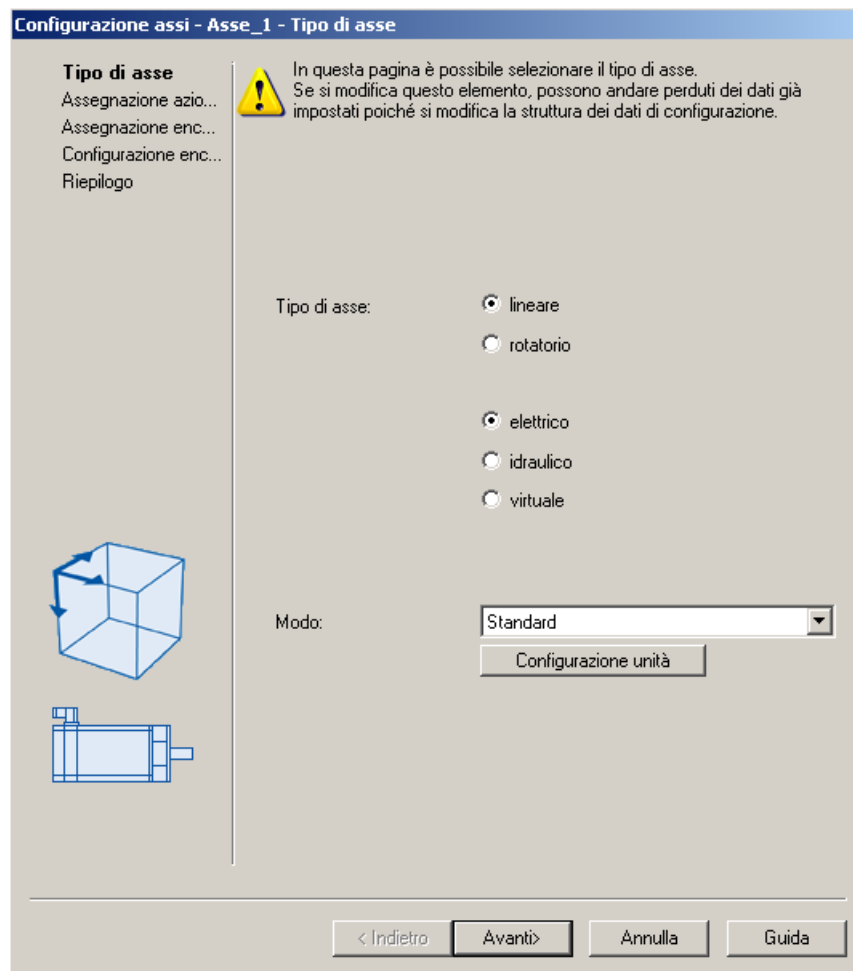 Configurazione assi - Asse_1 - Tipo di asse
Tipo di asse
Assegnazione azio...
Assegnazione enc...
Configurazione enc...
Riepilogo
In questa pagina è possibile selezionare il tipo di asse.
Se si modifica questo elemento, possono andare perduti dei dati già
impostati poiché si modifica la struttura dei dati di configurazione.
Tipo di asse:
lineare
rotatorio
elettrico
idraulico
virtuale
Modo:
Standard
Configurazione unità
< Indietro
Avanti>
Annulla
Guida